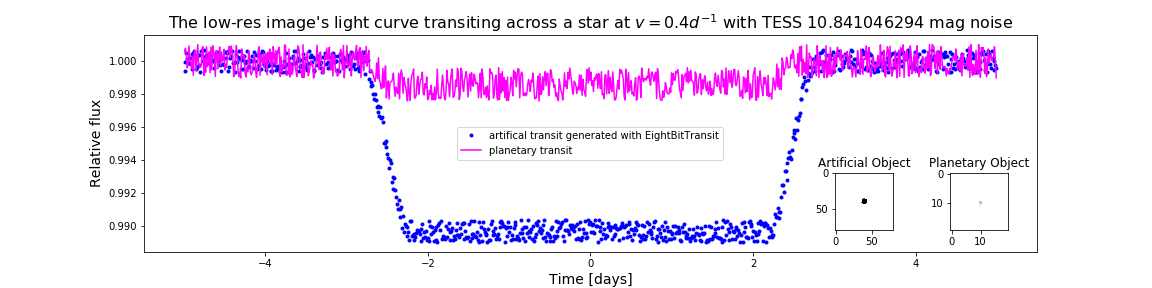 The low-res image's light curve transiting across a star at v = 0.4d⁻¹ with TESS 10.841046294 mag noise
Relative flux
1.000
0.998
0.996
0.994
0.992
0.990
artifical transit generated with EightBitTransit
planetary transit
Artificial Object
0
50
0 50
Planetary Object
0
10
0 10
−4 −2 0 2 4
Time [days]